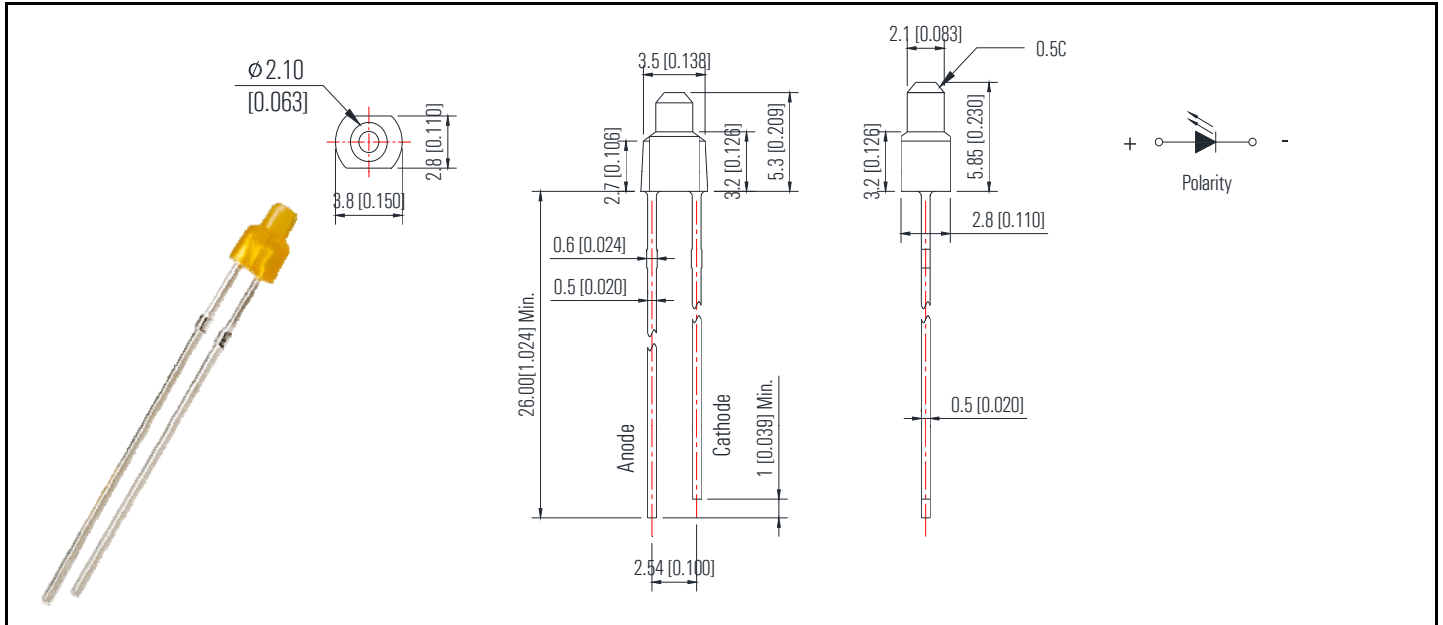 ø 2.10
[0.063]
2.8 [0.110]
3.8 [0.150]
3.5 [0.138]
2.7 [0.106]
3.2 [0.126]
5.3 [0.209]
0.6 [0.024]
0.5 [0.020]
26.00[1.024] Min.
Anode
Cathode
1 [0.039] Min.
2.54 [0.100]
2.1 [0.083]
0.5C
3.2 [0.126]
5.85 [0.230]
2.8 [0.110]
0.5 [0.020]
+ -
Polarity